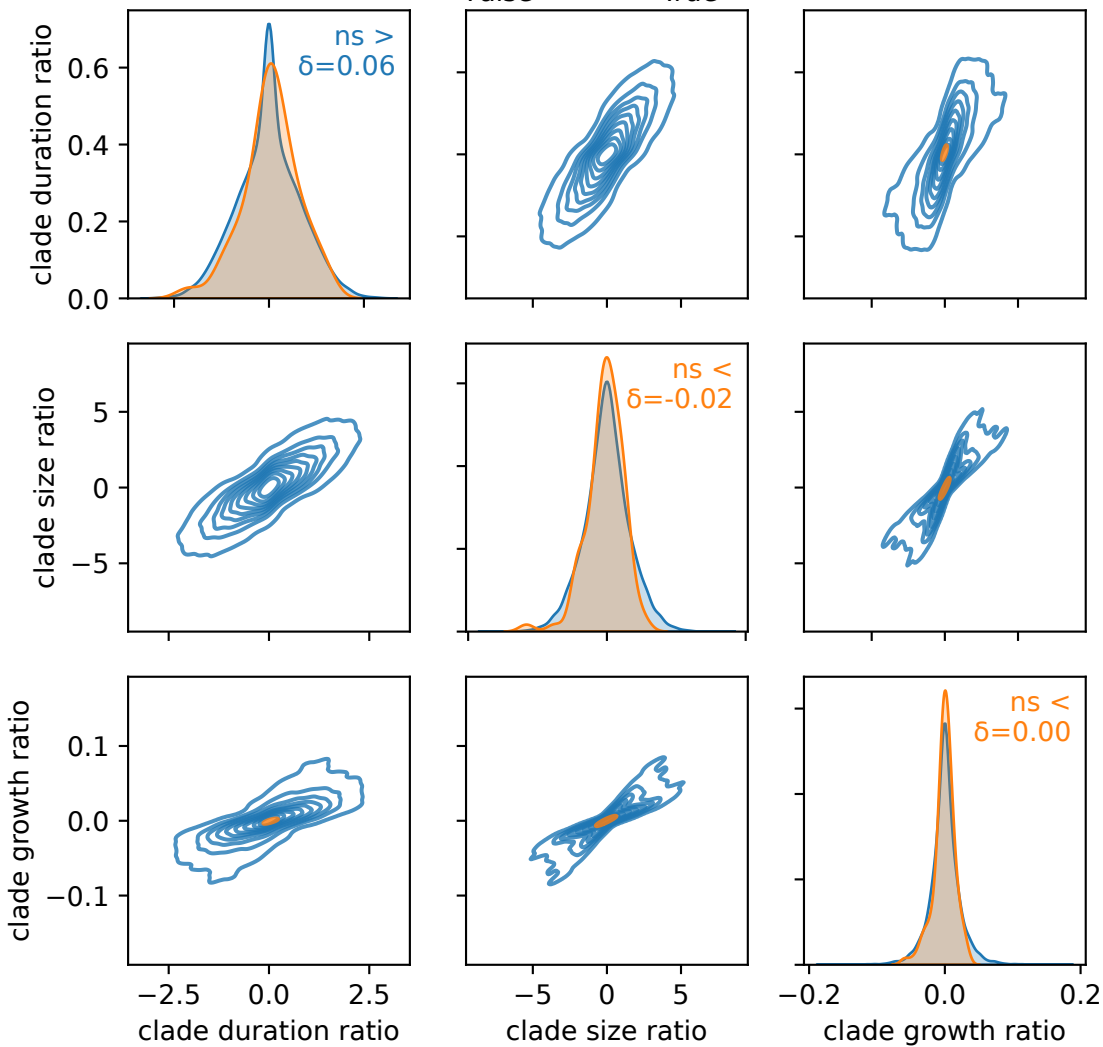 True
clade duration ratio
0.6
0.4
0.2
0.0
ns >
δ=0.06
clade size ratio
5
0
−5
ns <
δ=-0.02
clade growth ratio
0.1
0.0
−0.1
ns <
δ=0.00
−2.5 0.0 2.5 −5 0 5 −0.2 0.0 0.2
clade duration ratio clade size ratio clade growth ratio